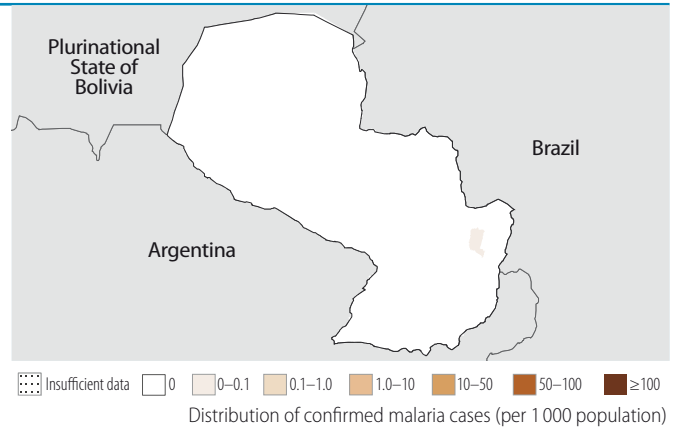 Plurinational
State of
Bolivia
Brazil
Argentina
Insufficient data 0 0–0.1 0.1–1.0 1.0–10 10–50 50–100 ≥100
Distribution of confirmed malaria cases (per 1 000 population)